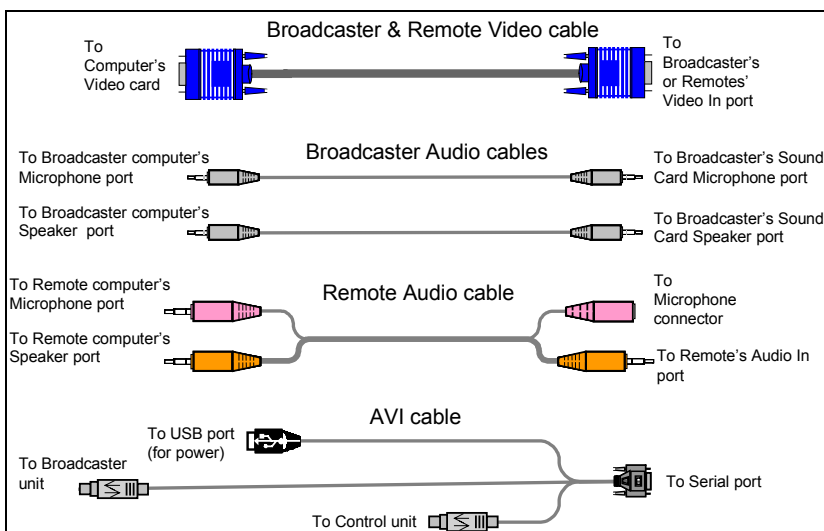 Broadcaster & Remote Video cable
To
Computer's
Video card
To
Broadcaster's
or Remotes'
Video In port
Broadcaster Audio cables
To Broadcaster computer's
Microphone port
To Broadcaster's Sound
Card Microphone port
To Broadcaster computer's
Speaker port
To Broadcaster's Sound
Card Speaker port
Remote Audio cable
To Remote computer's
Microphone port
To
Microphone
connector
To Remote computer's
Speaker port
To Remote's Audio In
port
AVI cable
To USB port
(for power)
To Broadcaster
unit
To Serial port
To Control unit